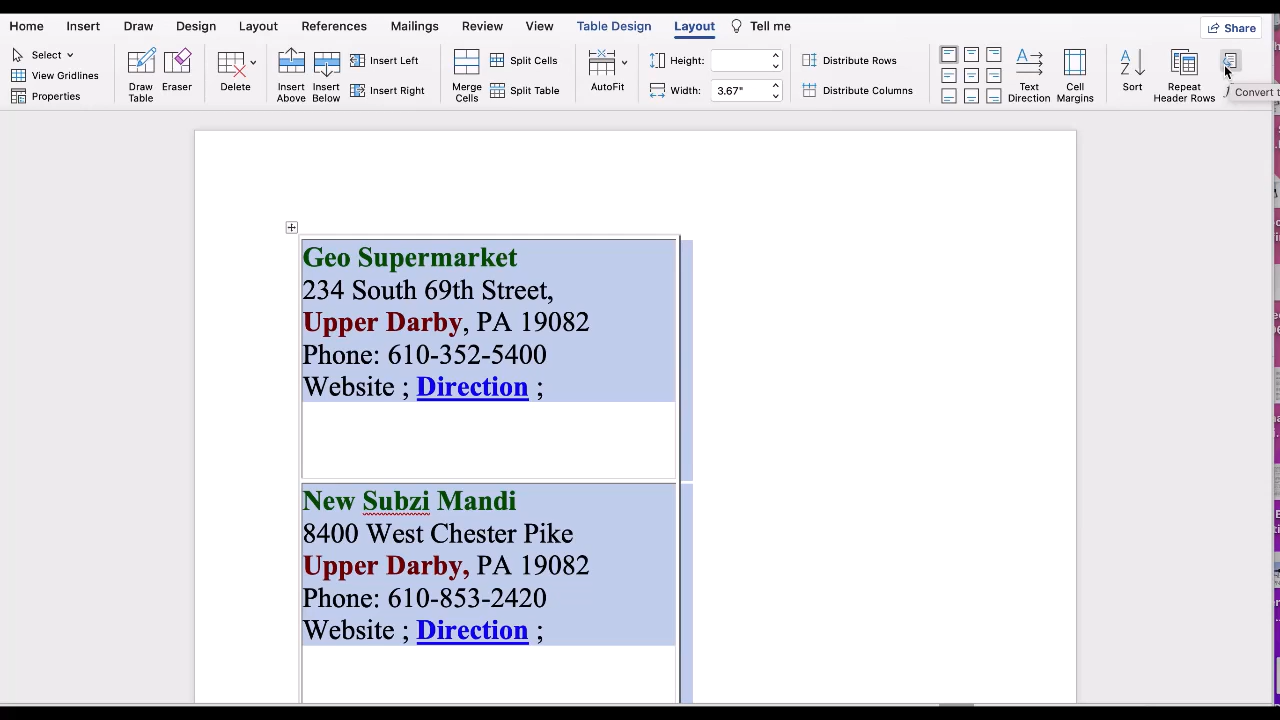 Home Insert Draw Design Layout References Mailings Review View Table Design Layout Tell me Share
Select
View Gridlines
Properties
Draw Table
Eraser
Delete
Insert Above
Insert Below
Insert Left
Insert Right
Merge Cells
Split Cells
Split Table
AutoFit
Height:
Width: 3.67"
Distribute Rows
Distribute Columns
Text Direction
Cell Margins
A
Z
Sort
Repeat Header Rows
Convert t
Geo Supermarket
234 South 69th Street,
Upper Darby, PA 19082
Phone: 610-352-5400
Website ; Direction ;
New Subzi Mandi
8400 West Chester Pike
Upper Darby, PA 19082
Phone: 610-853-2420
Website ; Direction ;